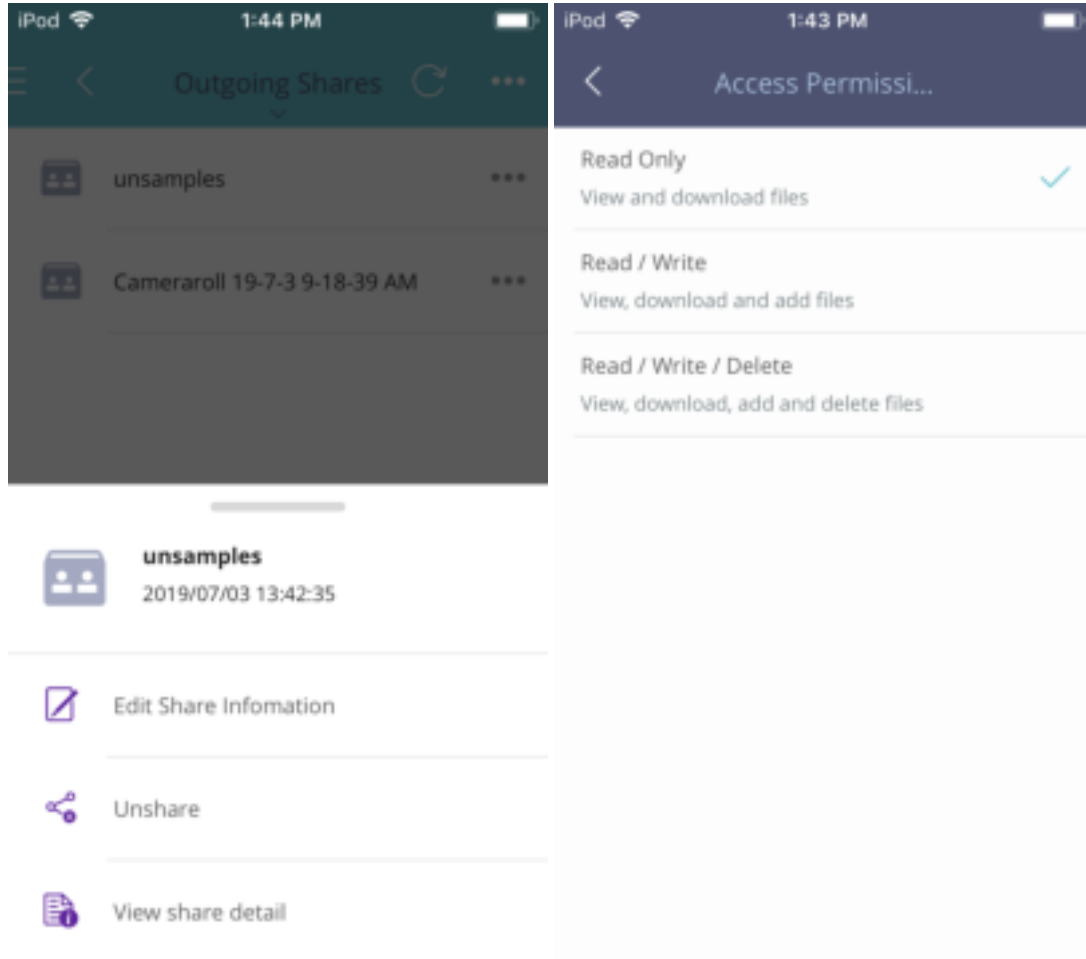 iPod 1:44 PM
Outgoing Shares
unsamples
Cameraroll 19-7-3 9-18-39 AM
unsamples
2019/07/03 13:42:35
Edit Share Infomation
Unshare
View share detail
iPod 1:43 PM
Access Permissi...
Read Only
View and download files
Read / Write
View, download and add files
Read / Write / Delete
View, download, add and delete files